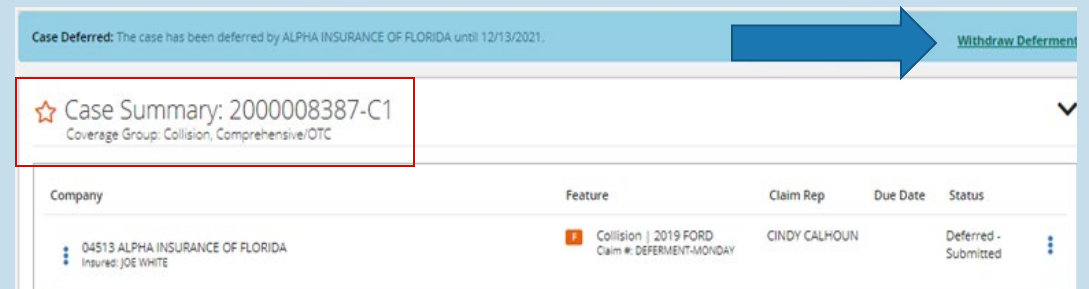 Case Deferred: The case has been deferred by ALPHA INSURANCE OF FLORIDA until 12/13/2021.
Withdraw Deferment
Case Summary: 2000008387-C1
Coverage Group: Collision, Comprehensive/OTC
Company Feature Claim Rep Due Date Status
04513 ALPHA INSURANCE OF FLORIDA F Collision | 2019 FORD CINDY CALHOUN Deferred -
Insured: JOE WHITE Claim #: DEFERMENT-MONDAY Submitted